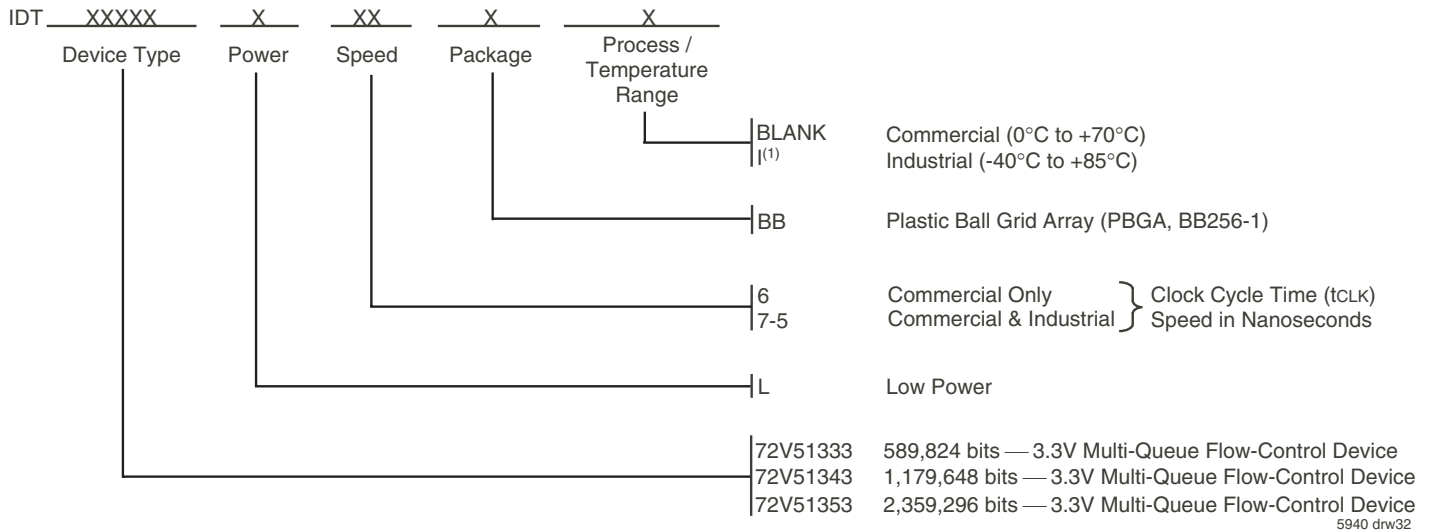 IDT XXXXX X XX X X
Device Type Power Speed Package Process / Temperature Range
BLANK Commercial (0°C to +70°C)
I(1) Industrial (-40°C to +85°C)
BB Plastic Ball Grid Array (PBGA, BB256-1)
6 Commercial Only Clock Cycle Time (tCLK)
7-5 Commercial & Industrial Speed in Nanoseconds
L Low Power
72V51333 589,824 bits — 3.3V Multi-Queue Flow-Control Device
72V51343 1,179,648 bits — 3.3V Multi-Queue Flow-Control Device
72V51353 2,359,296 bits — 3.3V Multi-Queue Flow-Control Device
5940 drw32